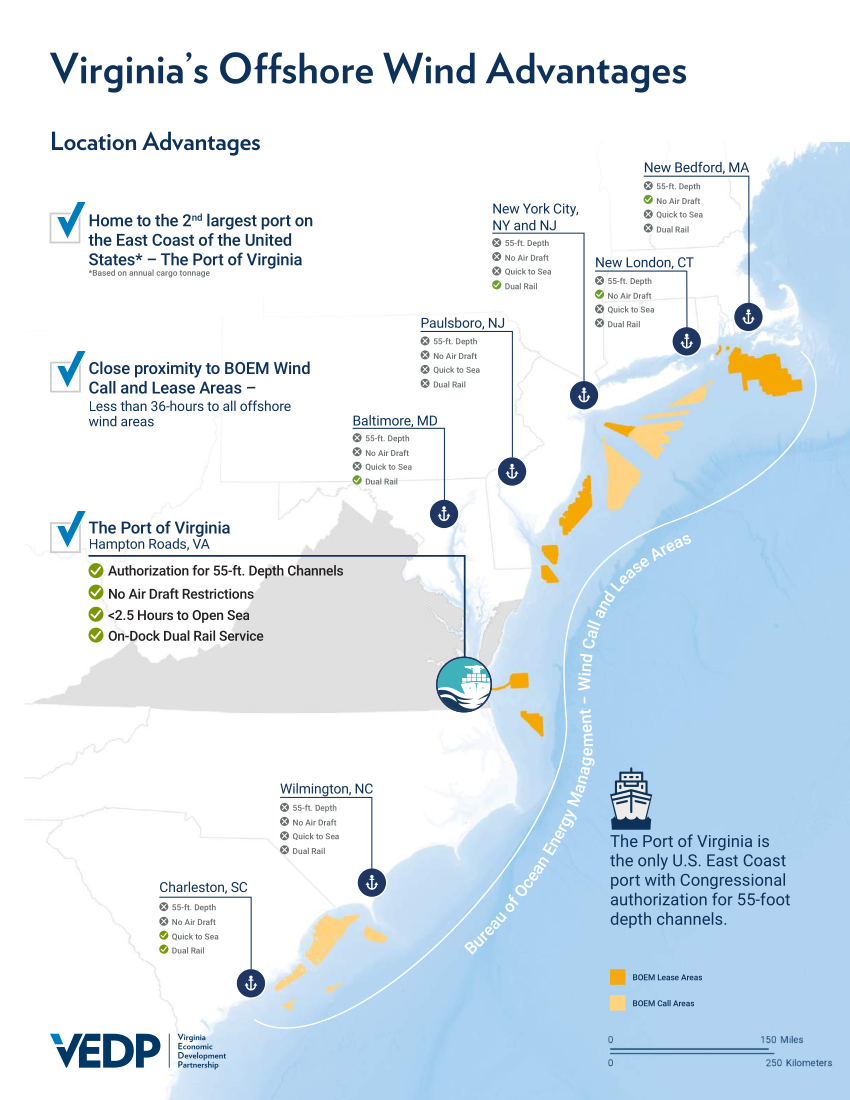 Virginia's Offshore Wind Advantages
Location Advantages
Home to the 2nd largest port on
the East Coast of the United
States* – The Port of Virginia
*Based on annual cargo tonnage
Close proximity to BOEM Wind
Call and Lease Areas –
Less than 36-hours to all offshore
wind areas
The Port of Virginia
Hampton Roads, VA
Authorization for 55-ft. Depth Channels
No Air Draft Restrictions
<2.5 Hours to Open Sea
On-Dock Dual Rail Service
New Bedford, MA
55-ft. Depth
No Air Draft
Quick to Sea
Dual Rail
New York City,
NY and NJ
55-ft. Depth
No Air Draft
Quick to Sea
Dual Rail
New London, CT
55-ft. Depth
No Air Draft
Quick to Sea
Dual Rail
Paulsboro, NJ
55-ft. Depth
No Air Draft
Quick to Sea
Dual Rail
Baltimore, MD
55-ft. Depth
No Air Draft
Quick to Sea
Dual Rail
Wilmington, NC
55-ft. Depth
No Air Draft
Quick to Sea
Dual Rail
Charleston, SC
55-ft. Depth
No Air Draft
Quick to Sea
Dual Rail
Bureau of Ocean Energy Management – Wind Call and Lease Areas
The Port of Virginia is
the only U.S. East Coast
port with Congressional
authorization for 55-foot
depth channels.
BOEM Lease Areas
BOEM Call Areas
0 150 Miles
0 250 Kilometers
VEDP
Virginia
Economic
Development
Partnership